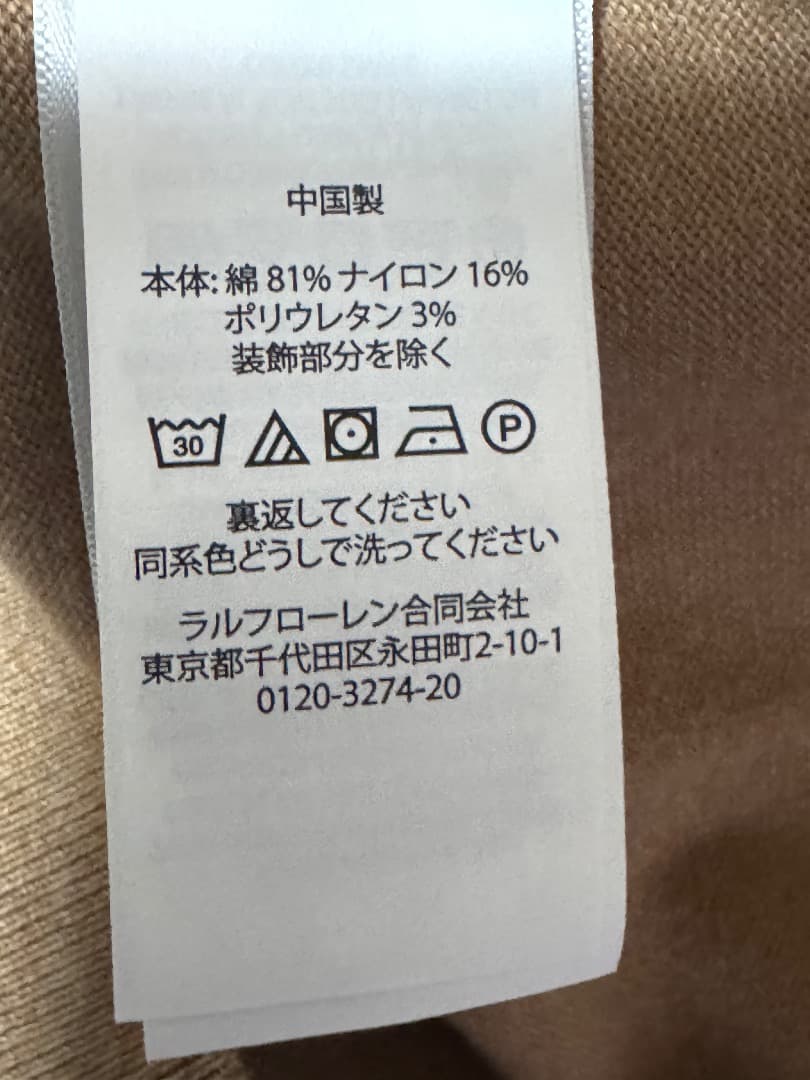 中国製
本体: 綿 81% ナイロン 16%
ポリウレタン 3%
装飾部分を除く
30 P
裏返してください
同系色どうしで洗ってください
ラルフローレン合同会社
東京都千代田区永田町2-10-1
0120-3274-20